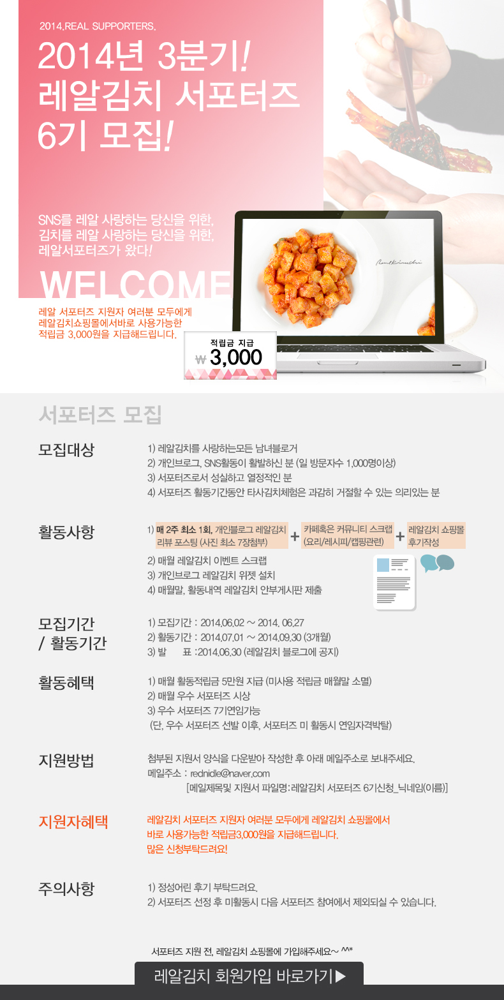 2014.REAL SUPPORTERS.
2014년 3분기!
레알김치 서포터즈
6기 모집!
SNS를 레알 사랑하는 당신을 위한,
김치를 레알 사랑하는 당신을 위한,
레알서포터즈가 왔다!
WELCOME
레알 서포터즈 지원자 여러분 모두에게
레알김치쇼핑몰에서바로 사용가능한
적립금 3,000원을 지급해드립니다.
Realkimchi
적립금 지급
₩ 3,000
서포터즈 모집
모집대상
1) 레알김치를 사랑하는모든 남녀블로거
2) 개인브로그, SNS활동이 활발하신 분 (일 방문자수 1,000명이상)
3) 서포터즈로서 성실하고 열정적인 분
4) 서포터즈 활동기간동안 타사김치체험은 과감히 거절할 수 있는 의리있는 분
활동사항
1) 매 2주 최소 1회, 개인블로그 레알김치
리뷰 포스팅 (사진 최소 7장첨부)
+
카페혹은 커뮤니티 스크랩
(요리/레시피/캡핑관련)
+
레알김치 쇼핑몰
후기작성
2) 매월 레알김치 이벤트 스크랩
3) 개인브로그 레알김치 위젯 설치
4) 매월말, 활동내역 레알김치 안부게시판 제출
모집기간
/ 활동기간
1) 모집기간 : 2014.06.02 ~ 2014. 06.27
2) 활동기간 : 2014.07.01 ~ 2014.09.30 (3개월)
3) 발 표 :2014.06.30 (레알김치 블로그에 공지)
활동혜택
1) 매월 활동적립금 5만원 지급 (미사용 적립금 매월말 소멸)
2) 매월 우수 서포터즈 시상
3) 우수 서포터즈 7기연임가능
(단, 우수 서포터즈 선발 이후, 서포터즈 미 활동시 연임자격박탈)
지원방법
첨부된 지원서 양식을 다운받아 작성한 후 아래 메일주소로 보내주세요.
메일주소 : rednidle@naver.com
[메일제목및 지원서 파일명:레알김치 서포터즈 6기신청_닉네임(이름)]
지원자혜택
레알김치 서포터즈 지원자 여러분 모두에게 레알김치 쇼핑몰에서
바로 사용가능한 적립금3,000원을 지급해드립니다.
많은 신청부탁드려요!
주의사항
1) 정성어린 후기 부탁드려요.
2) 서포터즈 선정 후 미활동시 다음 서포터즈 참여에서 제외되실 수 있습니다.
서포터즈 지원 전, 레알김치 쇼핑몰에 가입해주세요~ ^^*
레알김치 회원가입 바로가기▶